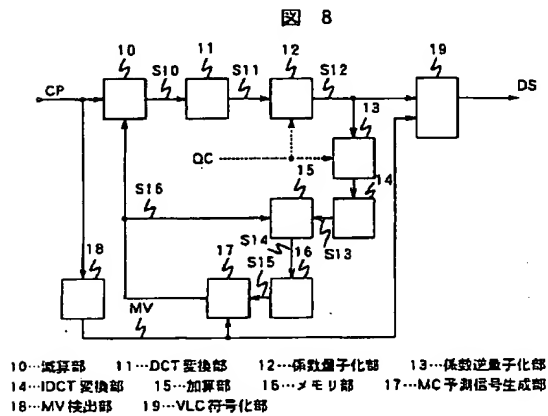 図 8
10 11 12 19
CP S10 S11 S12 DS
13
QC
15 14
S16
S13
18 17 S14 16
S15
MV
10…減算部 11…DCT変換部 12…係数量子化部 13…係数逆量子化部
14…IDCT変換部 15…加算部 16…メモリ部 17…MC予測信号生成部
18…MV検出部 19…VLC符号化部